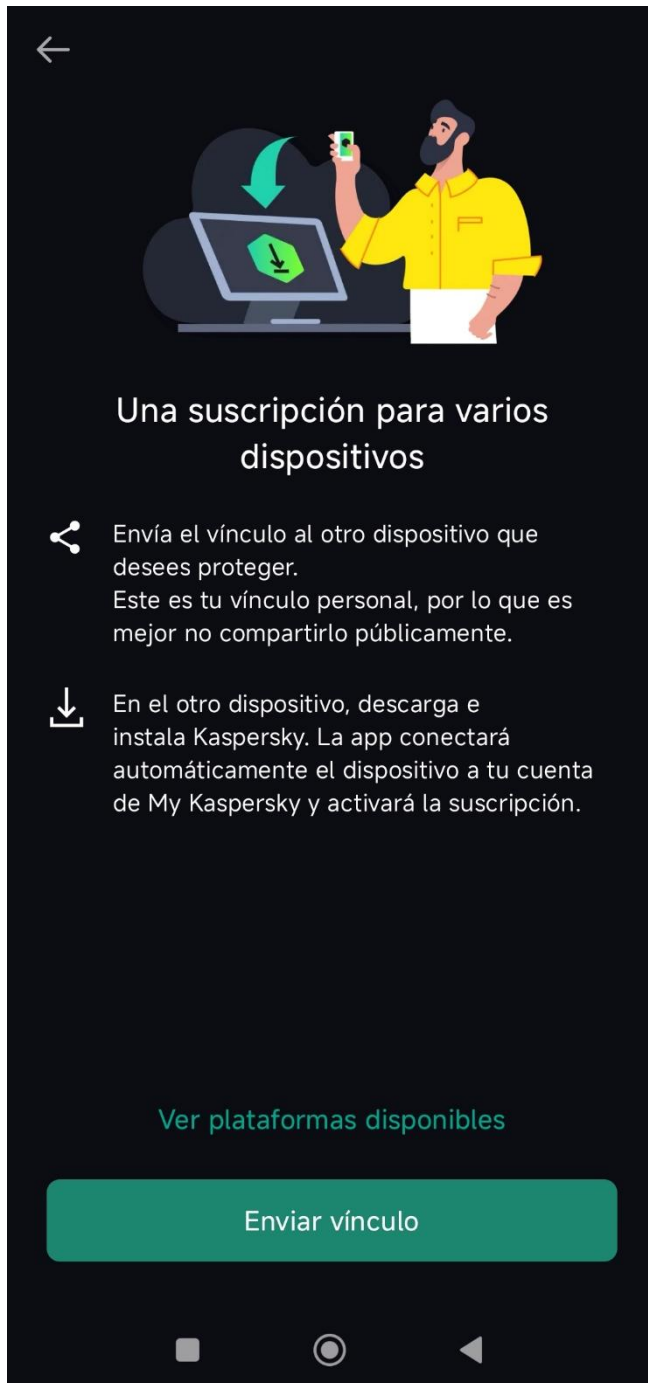 Una suscripción para varios
dispositivos
Envía el vínculo al otro dispositivo que
desees proteger.
Este es tu vínculo personal, por lo que es
mejor no compartirlo públicamente.
En el otro dispositivo, descarga e
instala Kaspersky. La app conectará
automáticamente el dispositivo a tu cuenta
de My Kaspersky y activará la suscripción.
Ver plataformas disponibles
Enviar vínculo